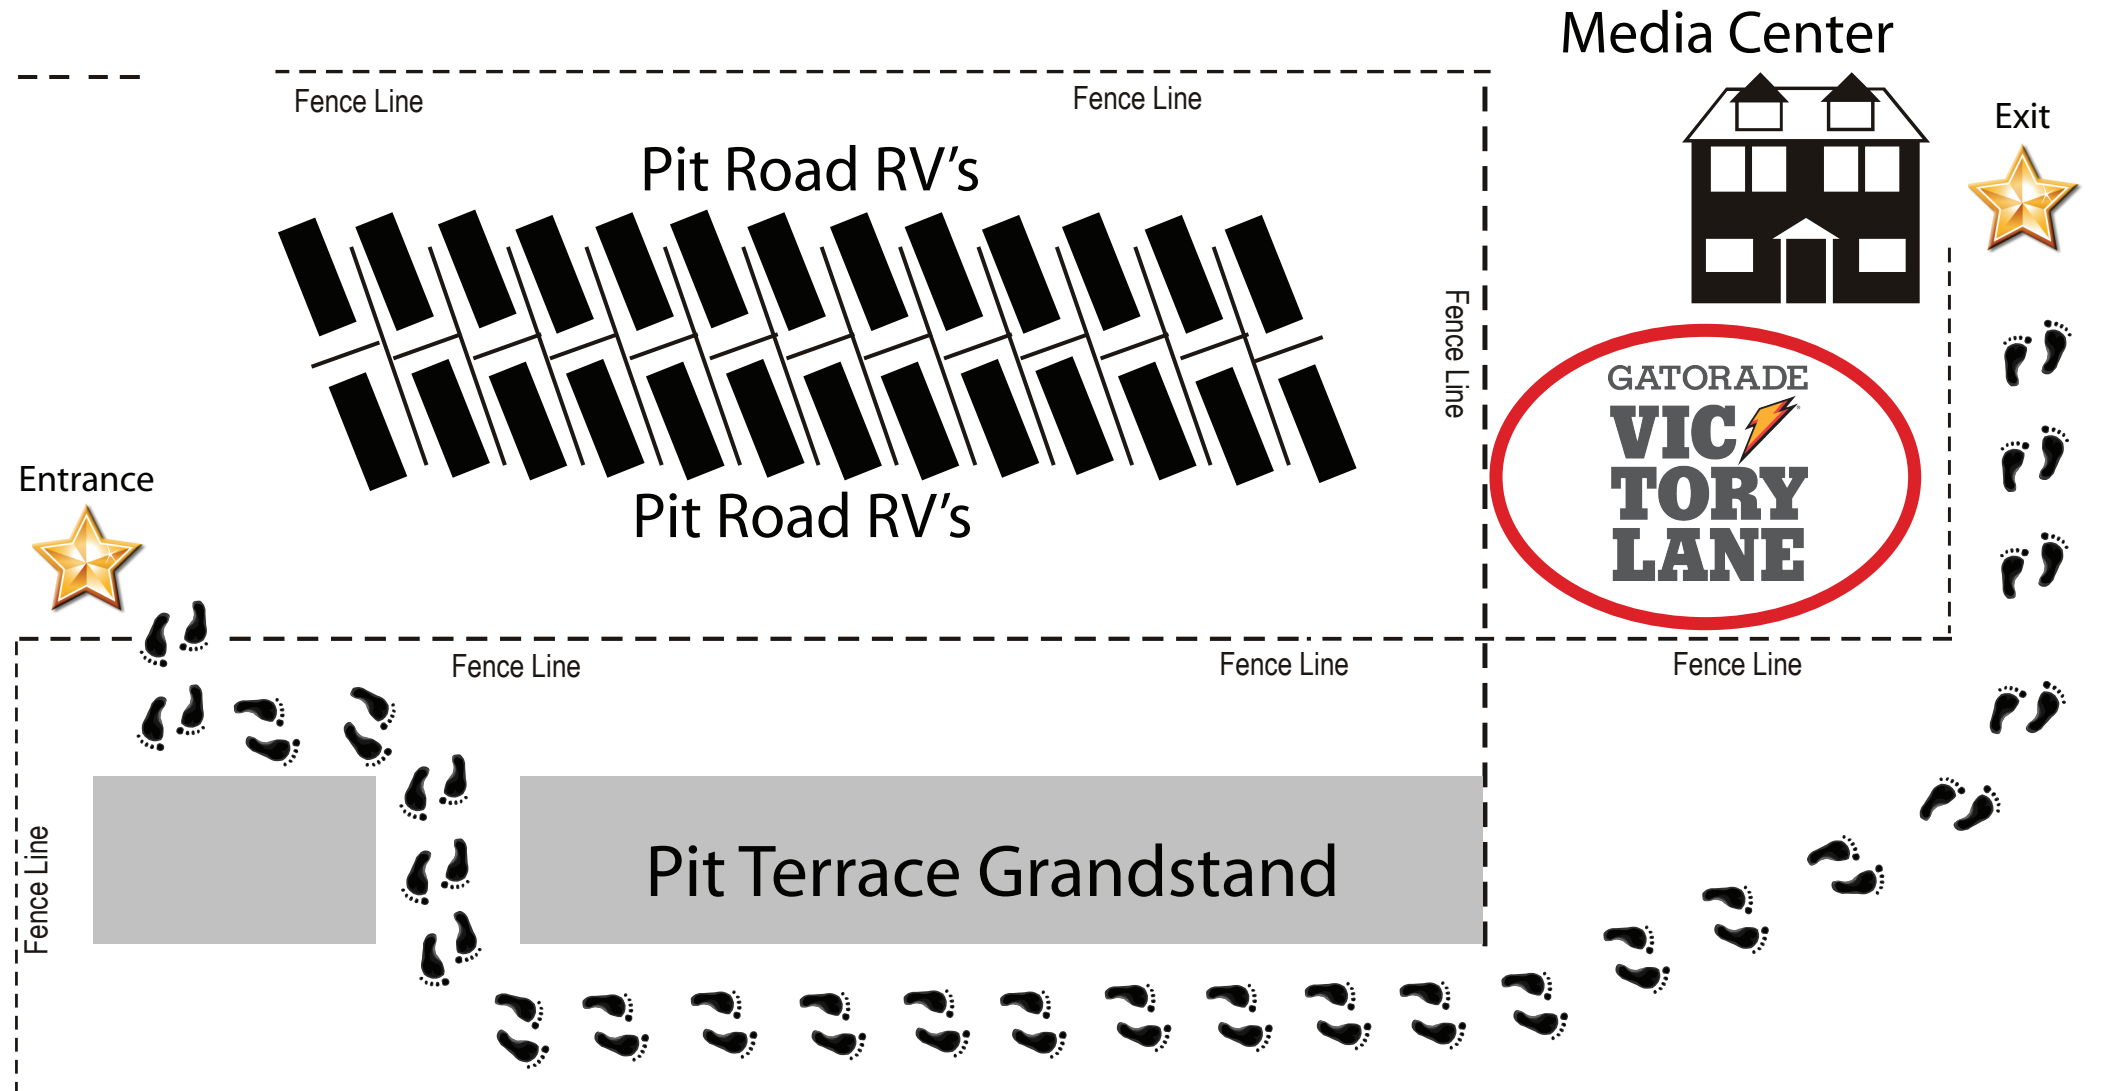 Media Center
Fence Line
Fence Line
Exit
Pit Road RV's
Fence Line
GATORADE
VIC
TORY
LANE
Entrance
Pit Road RV's
Fence Line
Fence Line
Fence Line
Fence Line
Pit Terrace Grandstand